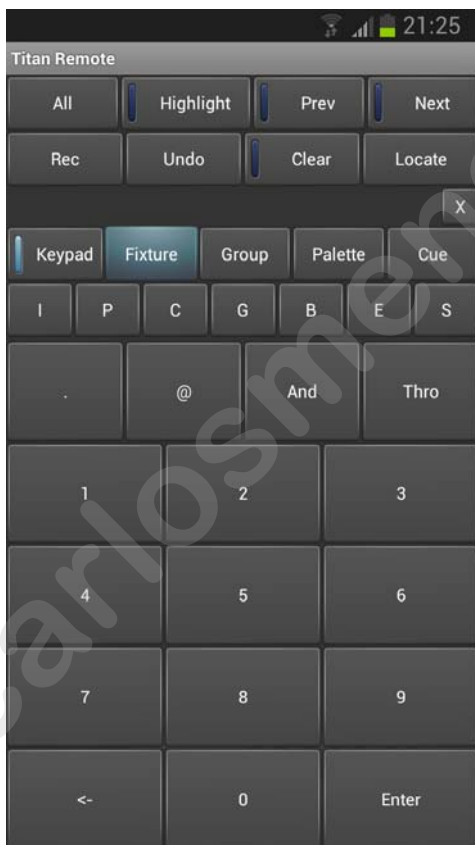 21:25
Titan Remote
All Highlight Prev Next
Rec Undo Clear Locate
X
Keypad Fixture Group Palette Cue
I P C G B E S
. @ And Thro
1 2 3
4 5 6
7 8 9
<- 0 Enter